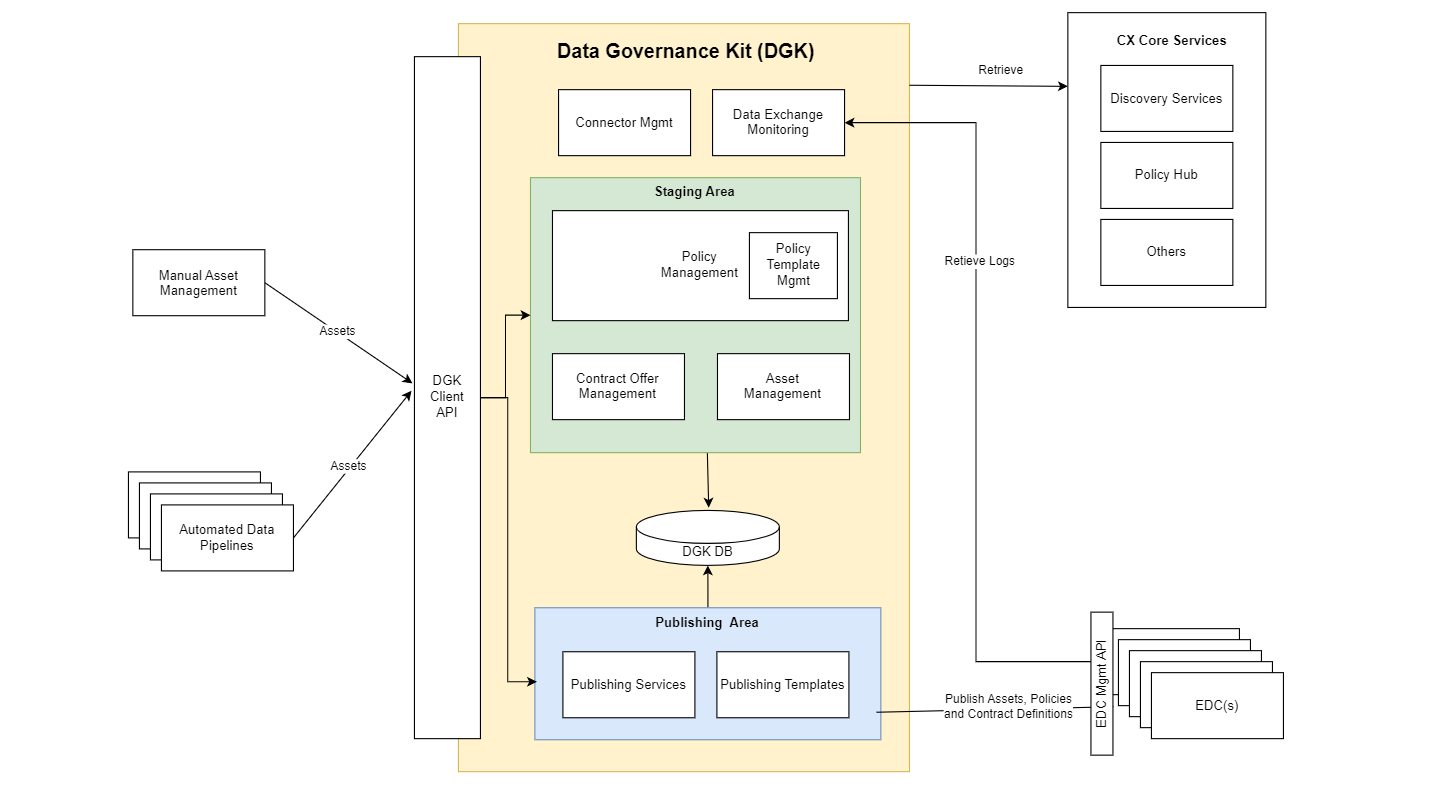 Data Governance Kit (DGK)
Connector Mgmt
Data Exchange
Monitoring
Retrieve
CX Core Services
Discovery Services
Policy Hub
Others
Staging Area
Policy
Management
Policy
Template
Mgmt
Contract Offer
Management
Asset
Management
Retieve Logs
Manual Asset
Management
Assets
Assets
Automated Data
Pipelines
DGK
Client
API
DGK DB
Publishing  Area
Publishing Services
Publishing Templates
Publish Assets, Policies
and Contract Definitions
EDC Mgmt API
EDC(s)